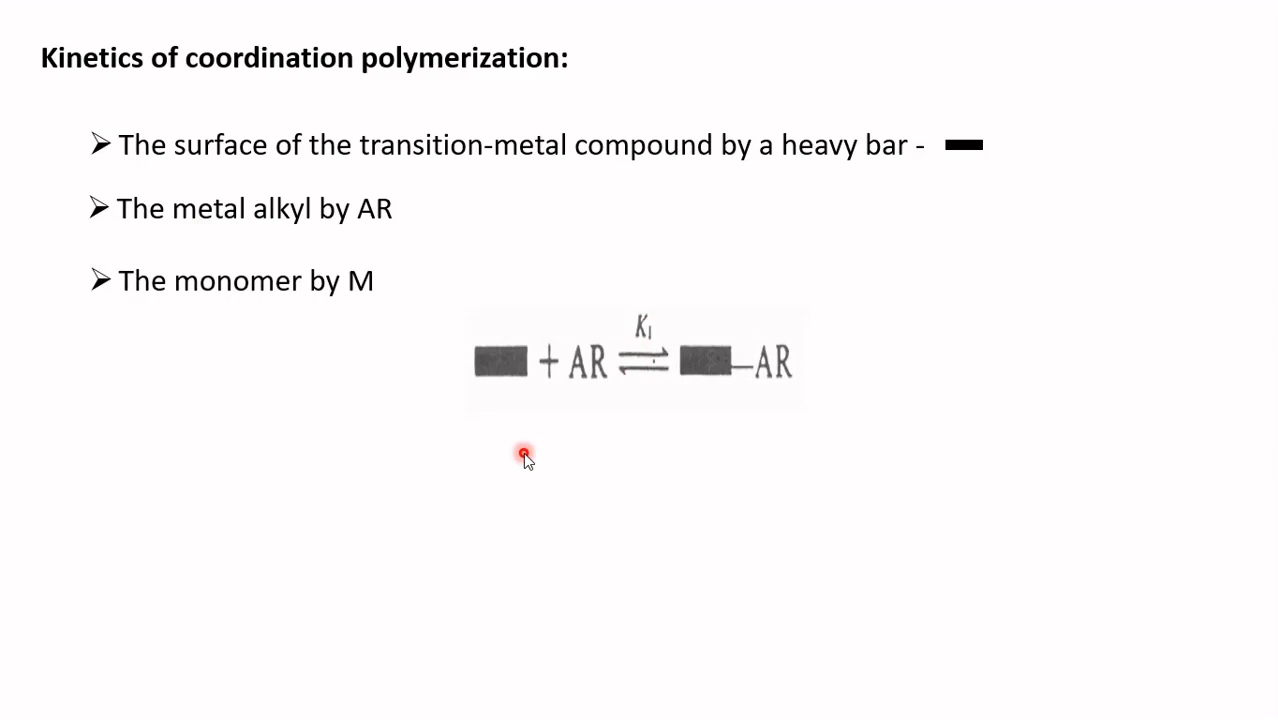 Kinetics of coordination polymerization:
➢ The surface of the transition-metal compound by a heavy bar -
➢ The metal alkyl by AR
➢ The monomer by M
K₁
+ AR ⇌ –AR